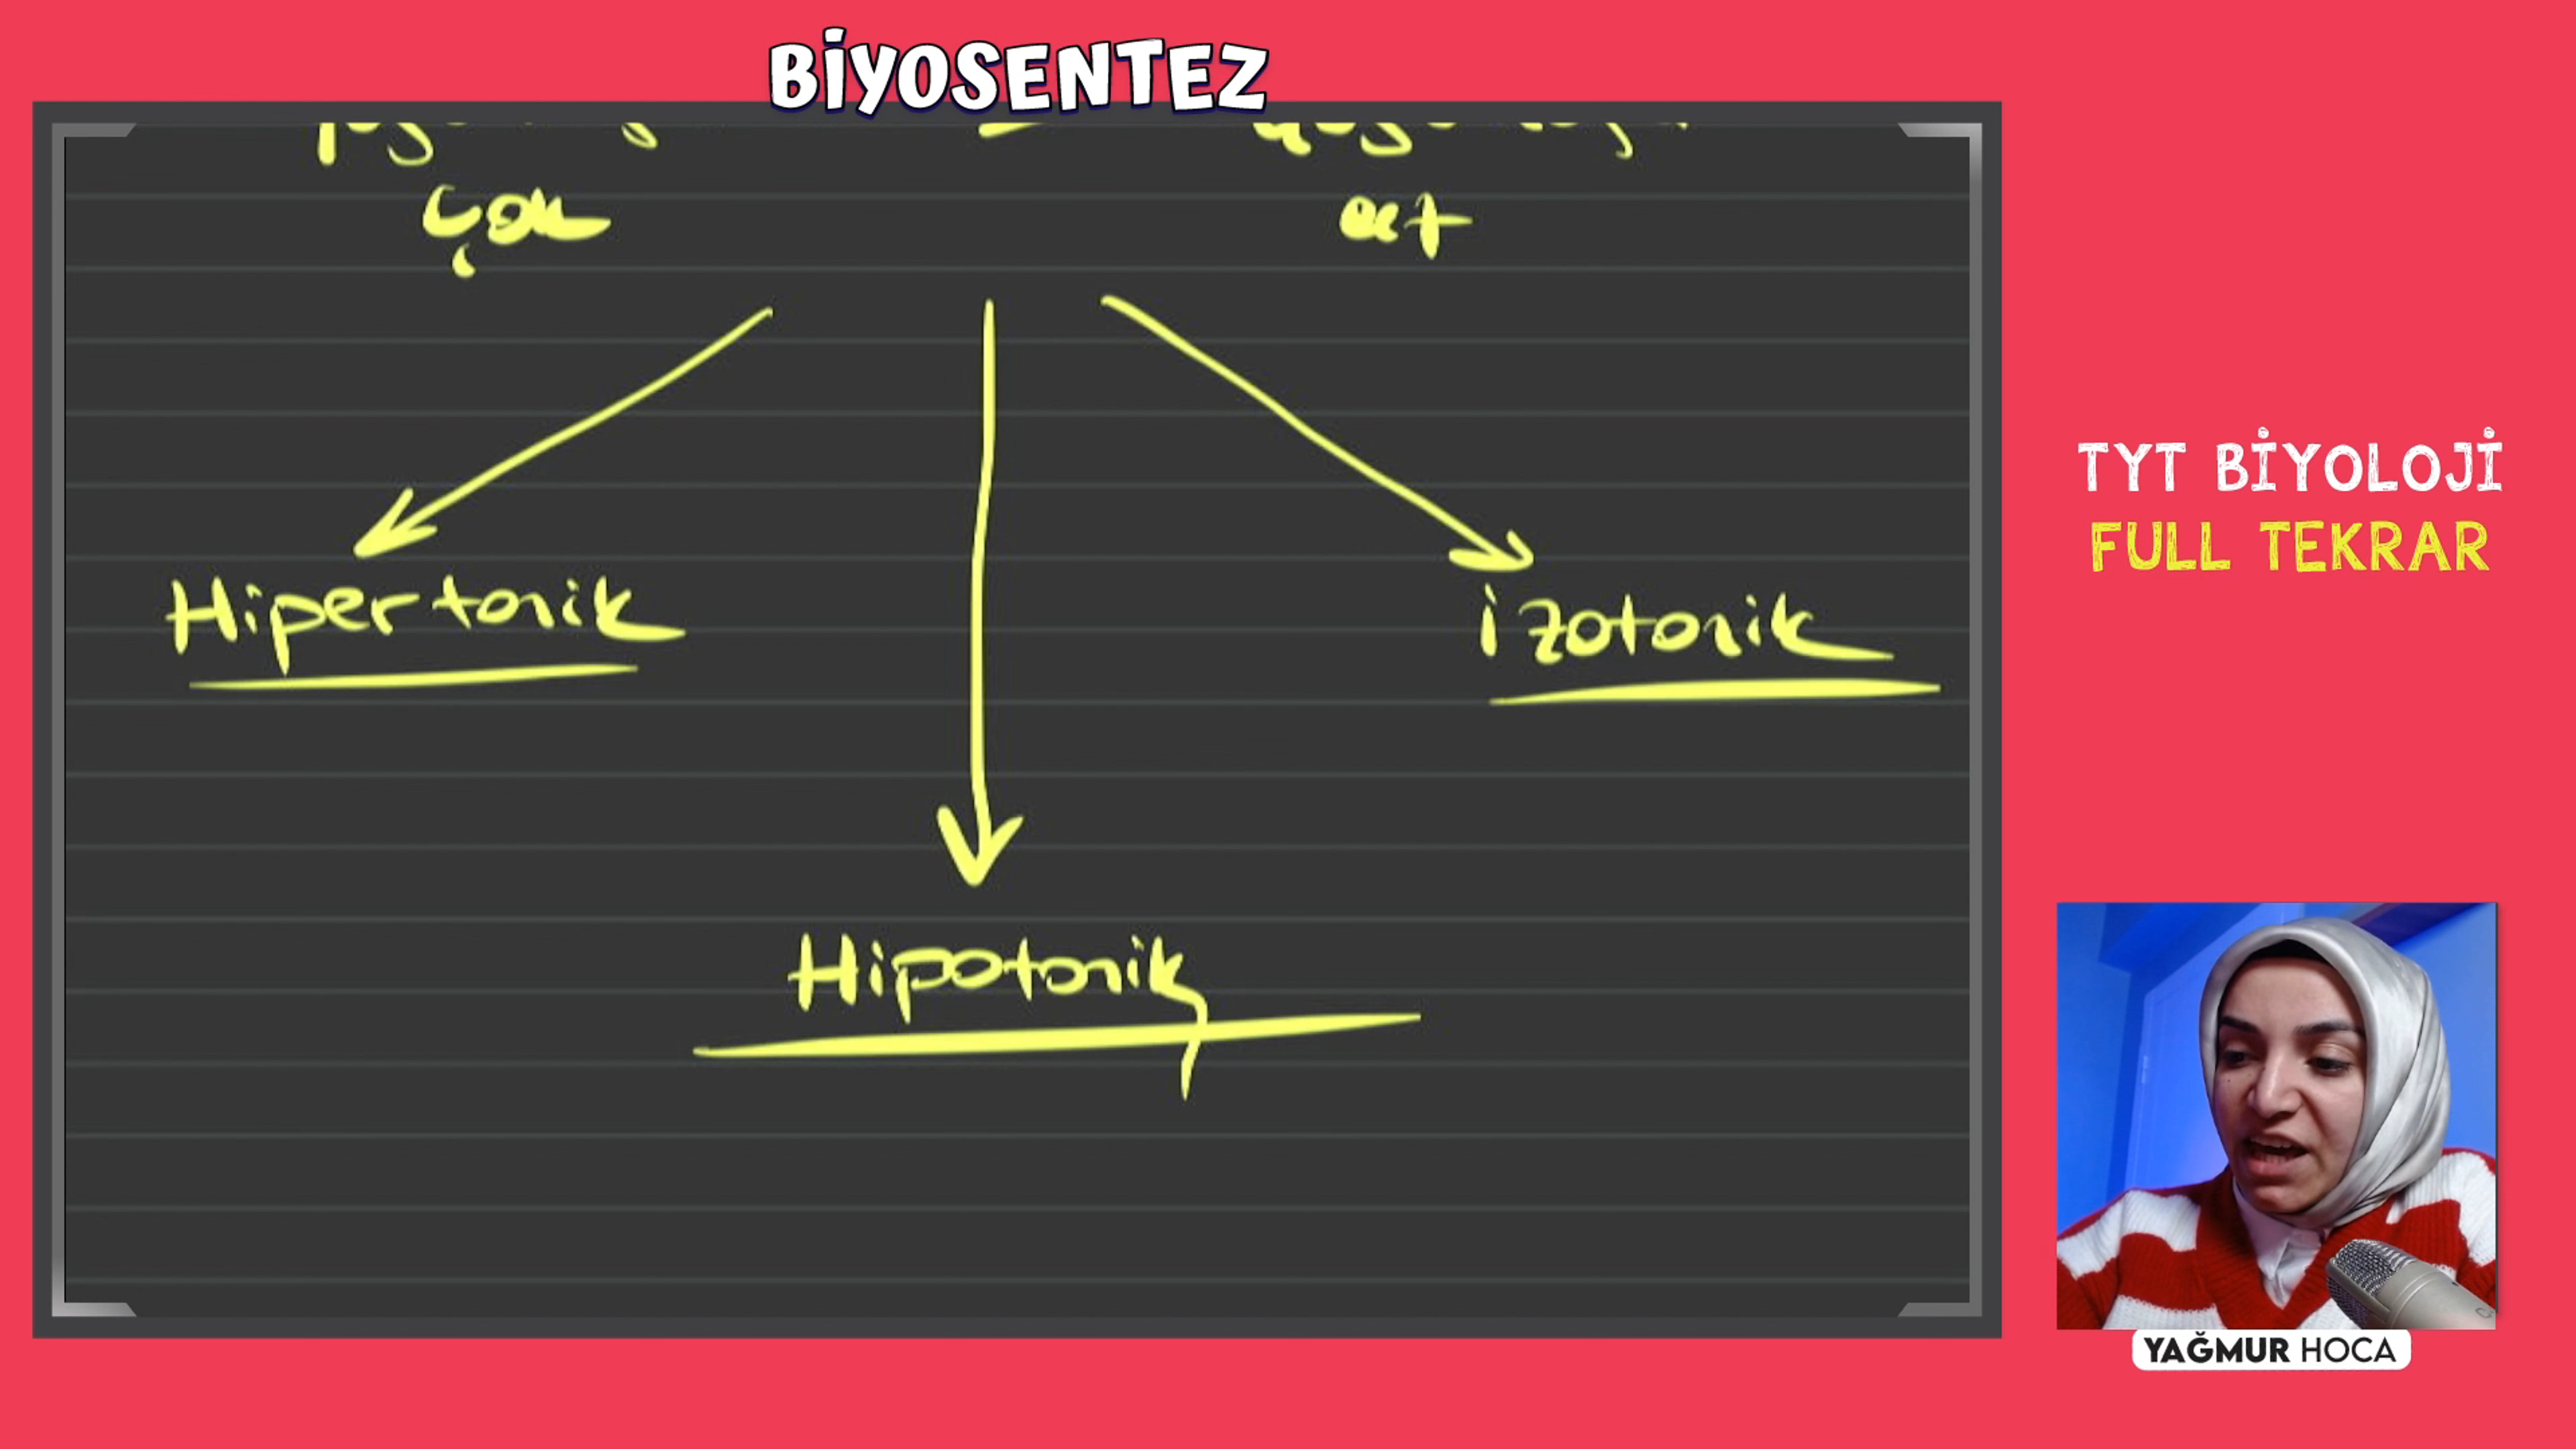 BİYOSENTEZ
çok az
Hipertonik
İzotonik
Hipotonik
TYT BİYOLOJİ
FULL TEKRAR
YAĞMUR HOCA